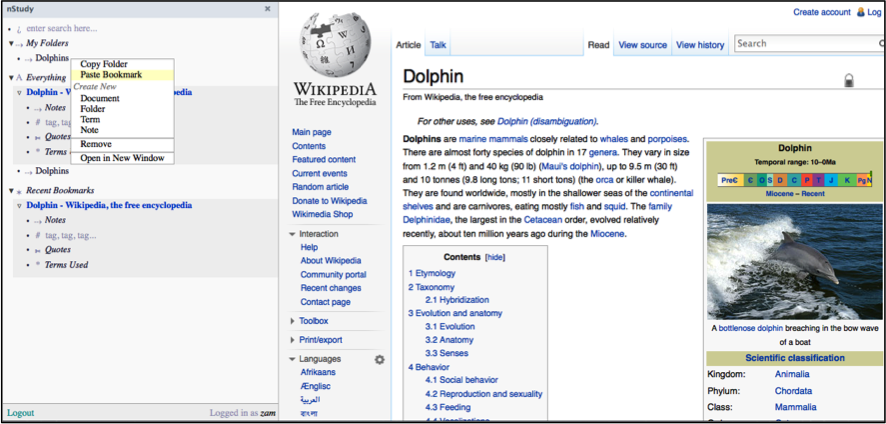 nStudy
enter search here...
My Folders
Dolphins
Copy Folder
Paste Bookmark
Create New
Document
Folder
Term
Note
Remove
Open in New Window
A Everything
Dolphin - W
pedia
→ Notes
# tag, tag,
Quotes
* Terms
→ Dolphins
Recent Bookmarks
Dolphin - Wikipedia, the free encyclopedia
→ Notes
# tag, tag, tag...
Quotes
* Terms Used
Logout
Logged in as zam
WIKIPEDIA
The Free Encyclopedia
Main page
Contents
Featured content
Current events
Random article
Donate to Wikipedia
Wikimedia Shop
Interaction
Help
About Wikipedia
Community portal
Recent changes
Contact page
Toolbox
Print/export
Languages
Afrikaans
Ænglisc
العربية
বাংলা
Create account Log
Article Talk
Read View source View history
Search
Dolphin
From Wikipedia, the free encyclopedia
For other uses, see Dolphin (disambiguation).
Dolphins are marine mammals closely related to whales and porpoises.
There are almost forty species of dolphin in 17 genera. They vary in size
from 1.2 m (4 ft) and 40 kg (90 lb) (Maui's dolphin), up to 9.5 m (30 ft)
and 10 tonnes (9.8 long tons; 11 short tons) (the orca or killer whale).
They are found worldwide, mostly in the shallower seas of the continental
shelves and are carnivores, eating mostly fish and squid. The family
Delphinidae, the largest in the Cetacean order, evolved relatively
recently, about ten million years ago during the Miocene.
Contents [hide]
1 Etymology
2 Taxonomy
2.1 Hybridization
3 Evolution and anatomy
3.1 Evolution
3.2 Anatomy
3.3 Senses
4 Behavior
4.1 Social behavior
4.2 Reproduction and sexuality
4.3 Feeding
4.4 Vocalizations
Dolphin
Temporal range: 10–0Ma
PreЄ Є O S D C P T J K Pg N
Miocene – Recent
A bottlenose dolphin breaching in the bow wave
of a boat
Scientific classification
Kingdom: Animalia
Phylum: Chordata
Class: Mammalia